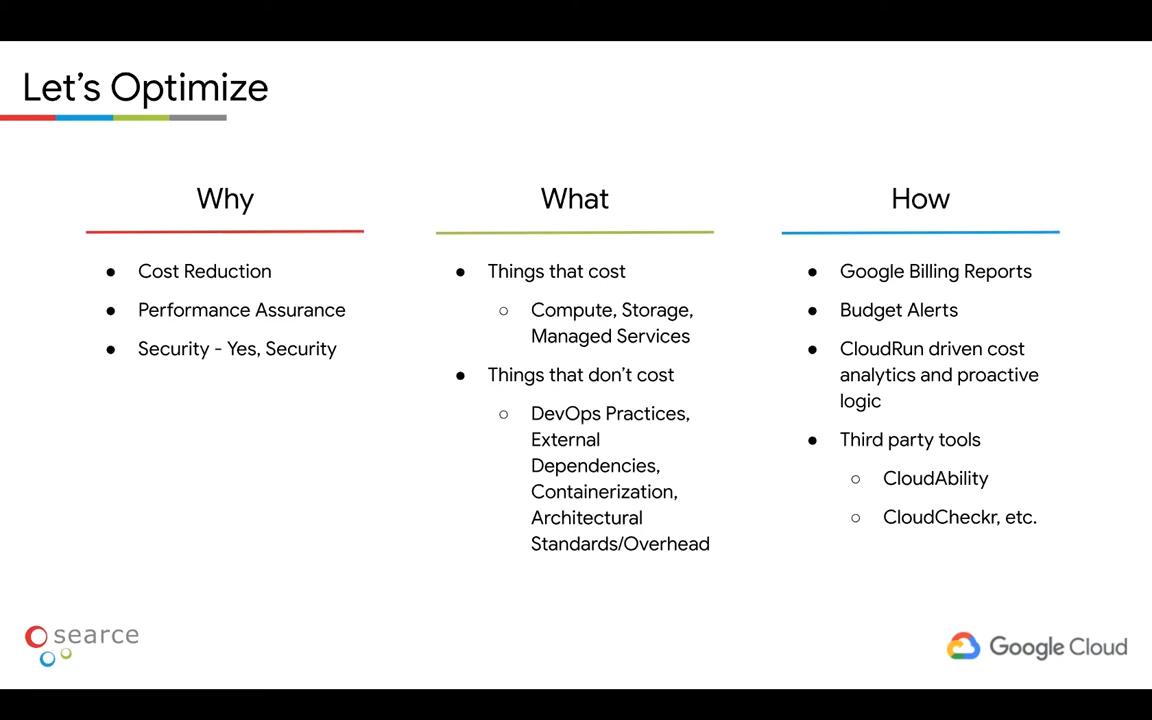 Let's Optimize
Why
● Cost Reduction
● Performance Assurance
● Security - Yes, Security
What
● Things that cost
○ Compute, Storage,
Managed Services
● Things that don't cost
○ DevOps Practices,
External
Dependencies,
Containerization,
Architectural
Standards/Overhead
How
● Google Billing Reports
● Budget Alerts
● CloudRun driven cost
analytics and proactive
logic
● Third party tools
○ CloudAbility
○ CloudCheckr, etc.
searce
Google Cloud